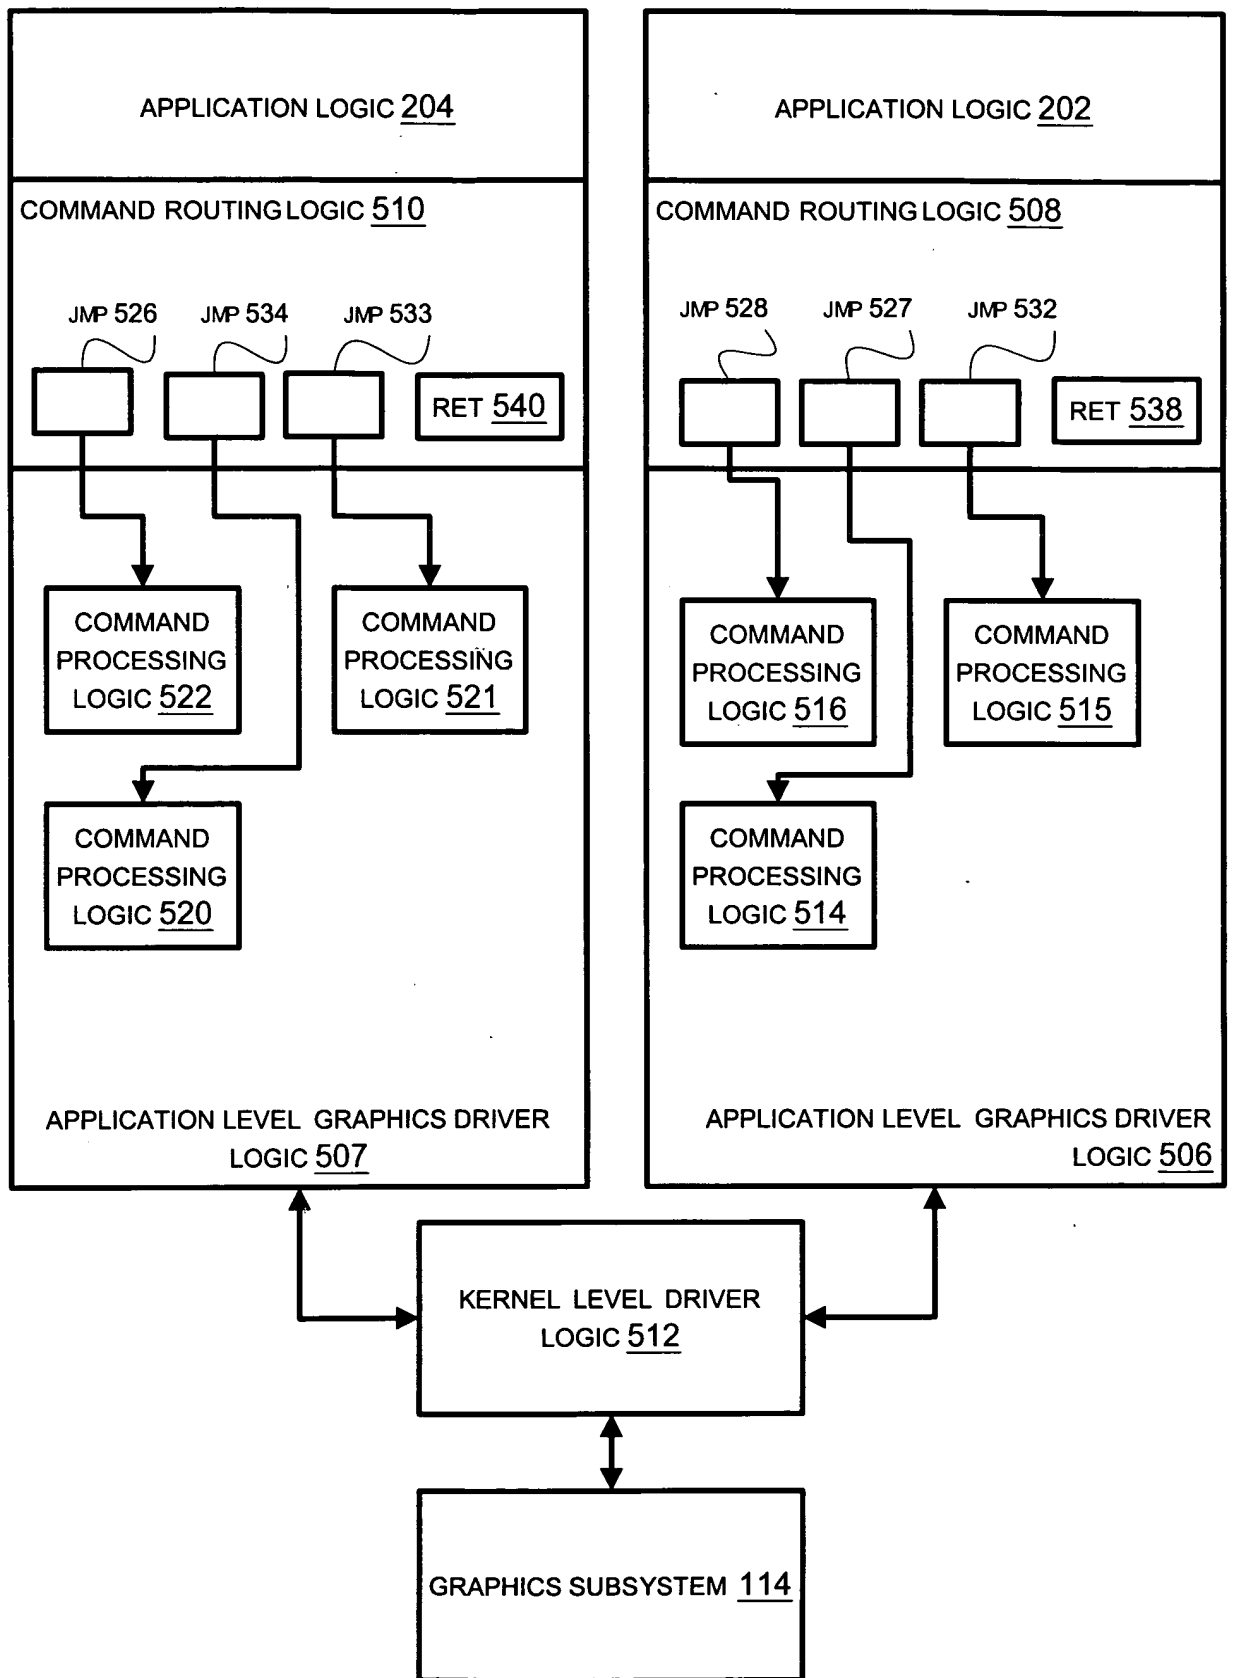 APPLICATION LOGIC 204
COMMAND ROUTING LOGIC 510
JMP 526
JMP 534
JMP 533
RET 540
COMMAND
PROCESSING
LOGIC 522
COMMAND
PROCESSING
LOGIC 521
COMMAND
PROCESSING
LOGIC 520
APPLICATION LEVEL GRAPHICS DRIVER
LOGIC 507
APPLICATION LOGIC 202
COMMAND ROUTING LOGIC 508
JMP 528
JMP 527
JMP 532
RET 538
COMMAND
PROCESSING
LOGIC 516
COMMAND
PROCESSING
LOGIC 515
COMMAND
PROCESSING
LOGIC 514
APPLICATION LEVEL GRAPHICS DRIVER
LOGIC 506
KERNEL LEVEL DRIVER
LOGIC 512
GRAPHICS SUBSYSTEM 114